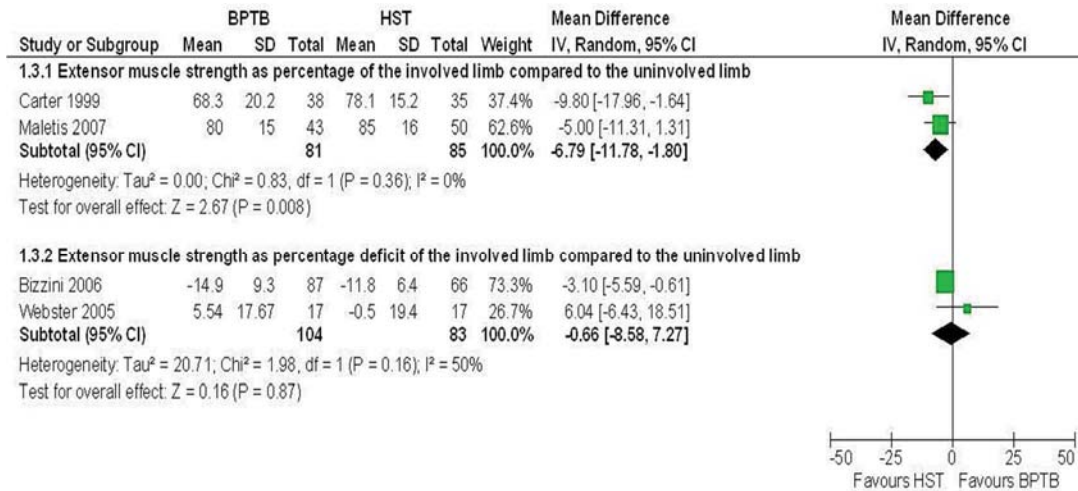 BPTB HST Mean Difference Mean Difference
Study or Subgroup Mean SD Total Mean SD Total Weight IV, Random, 95% CI IV, Random, 95% CI
1.3.1 Extensor muscle strength as percentage of the involved limb compared to the uninvolved limb
Carter 1999 68.3 20.2 38 78.1 15.2 35 37.4% -9.80 [-17.96, -1.64]
Maletis 2007 80 15 43 85 16 50 62.6% -5.00 [-11.31, 1.31]
Subtotal (95% CI) 81 85 100.0% -6.79 [-11.78, -1.80]
Heterogeneity: Tau² = 0.00; Chi² = 0.83, df = 1 (P = 0.36); I² = 0%
Test for overall effect: Z = 2.67 (P = 0.008)
1.3.2 Extensor muscle strength as percentage deficit of the involved limb compared to the uninvolved limb
Bizzini 2006 -14.9 9.3 87 -11.8 6.4 66 73.3% -3.10 [-5.59, -0.61]
Webster 2005 5.54 17.67 17 -0.5 19.4 17 26.7% 6.04 [-6.43, 18.51]
Subtotal (95% CI) 104 83 100.0% -0.66 [-8.58, 7.27]
Heterogeneity: Tau² = 20.71; Chi² = 1.98, df = 1 (P = 0.16); I² = 50%
Test for overall effect: Z = 0.16 (P = 0.87)
-50 -25 0 25 50
Favours HST Favours BPTB